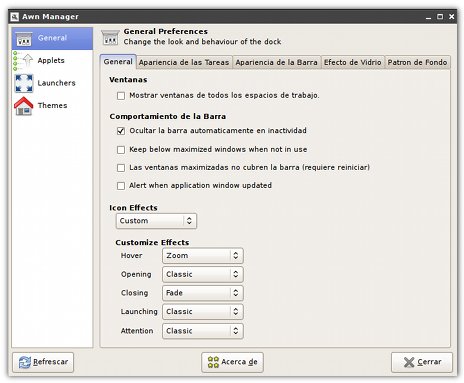 Awn Manager
General
Applets
Launchers
Themes
General Preferences
Change the look and behaviour of the dock
General
Apariencia de las Tareas
Apariencia de la Barra
Efecto de Vidrio
Patron de Fondo
Ventanas
Mostrar ventanas de todos los espacios de trabajo.
Comportamiento de la Barra
Ocultar la barra automaticamente en inactividad
Keep below maximized windows when not in use
Las ventanas maximizadas no cubren la barra (requiere reiniciar)
Alert when application window updated
Icon Effects
Custom
Customize Effects
Hover Zoom
Opening Classic
Closing Fade
Launching Classic
Attention Classic
Refrescar
Acerca de
Cerrar